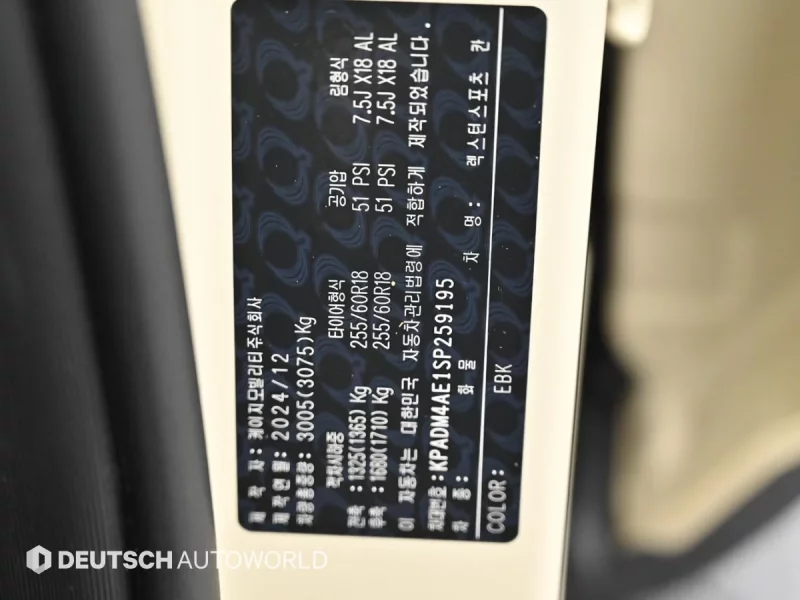 제 작 자 : 케이지모빌리티주식회사
제작연월 : 2024/12
차량총중량 : 3005(3075)Kg
적차시하중 타이어형식 공기압 림형식
전축 : 1325(1365) Kg 255/60R18 51 PSI 7.5J X18 AL
후축 : 1680(1710) Kg 255/60R18 51 PSI 7.5J X18 AL
이 자동차는 대한민국 자동차관리법령에 적합하게 제작되었습니다.
차대번호 : KPADM4AE1SP259195
차 종 : 화 물 차 명 : 렉스턴스포츠 칸
COLOR: EBK
DEUTSCH AUTOWORLD